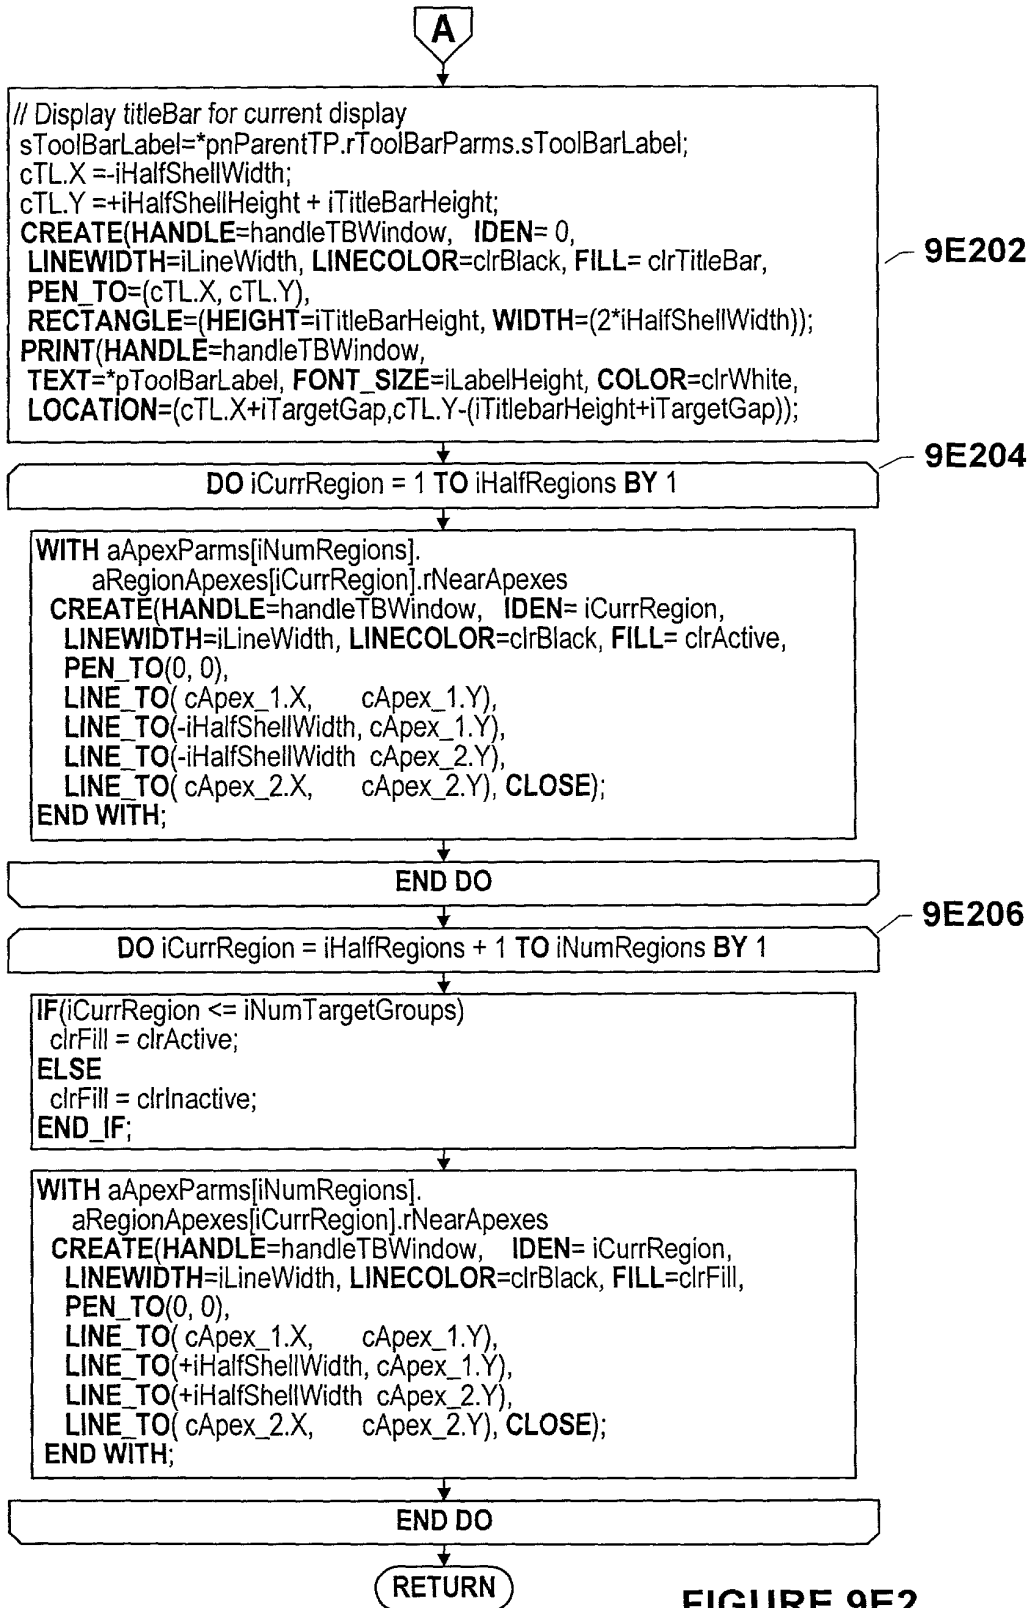 A
// Display titleBar for current display
sToolBarLabel=*pnParentTP.rToolBarParms.sToolBarLabel;
cTL.X =-iHalfShellWidth;
cTL.Y =+iHalfShellHeight + iTitleBarHeight;
CREATE(HANDLE=handleTBWindow, IDEN= 0,
LINEWIDTH=iLineWidth, LINECOLOR=clrBlack, FILL= clrTitleBar,
PEN_TO=(cTL.X, cTL.Y),
RECTANGLE=(HEIGHT=iTitleBarHeight, WIDTH=(2*iHalfShellWidth));
PRINT(HANDLE=handleTBWindow,
TEXT=*pToolBarLabel, FONT_SIZE=iLabelHeight, COLOR=clrWhite,
LOCATION=(cTL.X+iTargetGap,cTL.Y-(iTitlebarHeight+iTargetGap));
9E202
9E204
DO iCurrRegion = 1 TO iHalfRegions BY 1
WITH aApexParms[iNumRegions].
aRegionApexes[iCurrRegion].rNearApexes
CREATE(HANDLE=handleTBWindow, IDEN= iCurrRegion,
LINEWIDTH=iLineWidth, LINECOLOR=clrBlack, FILL= clrActive,
PEN_TO(0, 0),
LINE_TO( cApex_1.X, cApex_1.Y),
LINE_TO(-iHalfShellWidth, cApex_1.Y),
LINE_TO(-iHalfShellWidth cApex_2.Y),
LINE_TO( cApex_2.X, cApex_2.Y), CLOSE);
END WITH;
END DO
9E206
DO iCurrRegion = iHalfRegions + 1 TO iNumRegions BY 1
IF(iCurrRegion <= iNumTargetGroups)
clrFill = clrActive;
ELSE
clrFill = clrInactive;
END_IF;
WITH aApexParms[iNumRegions].
aRegionApexes[iCurrRegion].rNearApexes
CREATE(HANDLE=handleTBWindow, IDEN= iCurrRegion,
LINEWIDTH=iLineWidth, LINECOLOR=clrBlack, FILL=clrFill,
PEN_TO(0, 0),
LINE_TO( cApex_1.X, cApex_1.Y),
LINE_TO(+iHalfShellWidth, cApex_1.Y),
LINE_TO(+iHalfShellWidth cApex_2.Y),
LINE_TO( cApex_2.X, cApex_2.Y), CLOSE);
END WITH;
END DO
RETURN
FIGURE 9E2